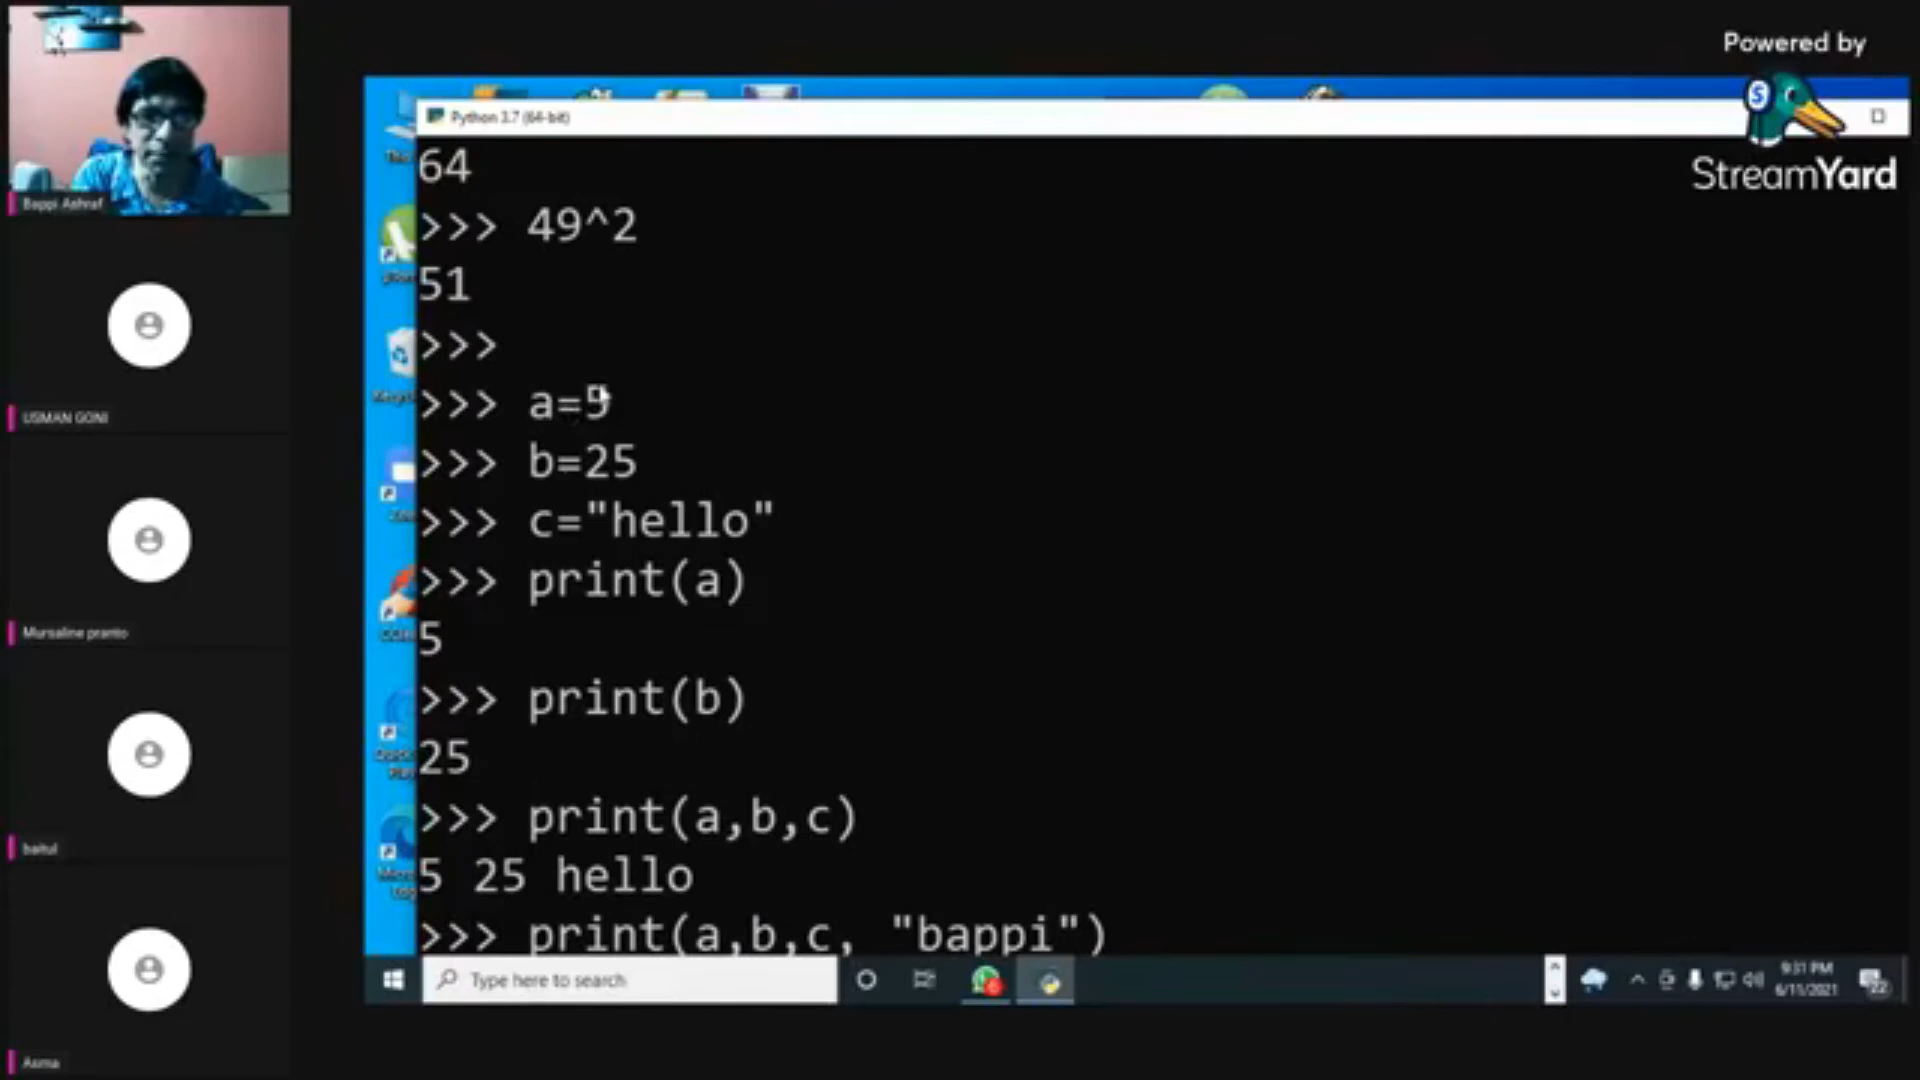 Powered by
StreamYard
Bappi Ashraf
USMAN GONI
Mursaline pranto
baitul
Asma
Python 3.7 (64-bit)
64
>>> 49^2
51
>>>
>>> a=5
>>> b=25
>>> c="hello"
>>> print(a)
5
>>> print(b)
25
>>> print(a,b,c)
5 25 hello
>>> print(a,b,c, "bappi")
Type here to search
9:31 PM
6/11/2021
22